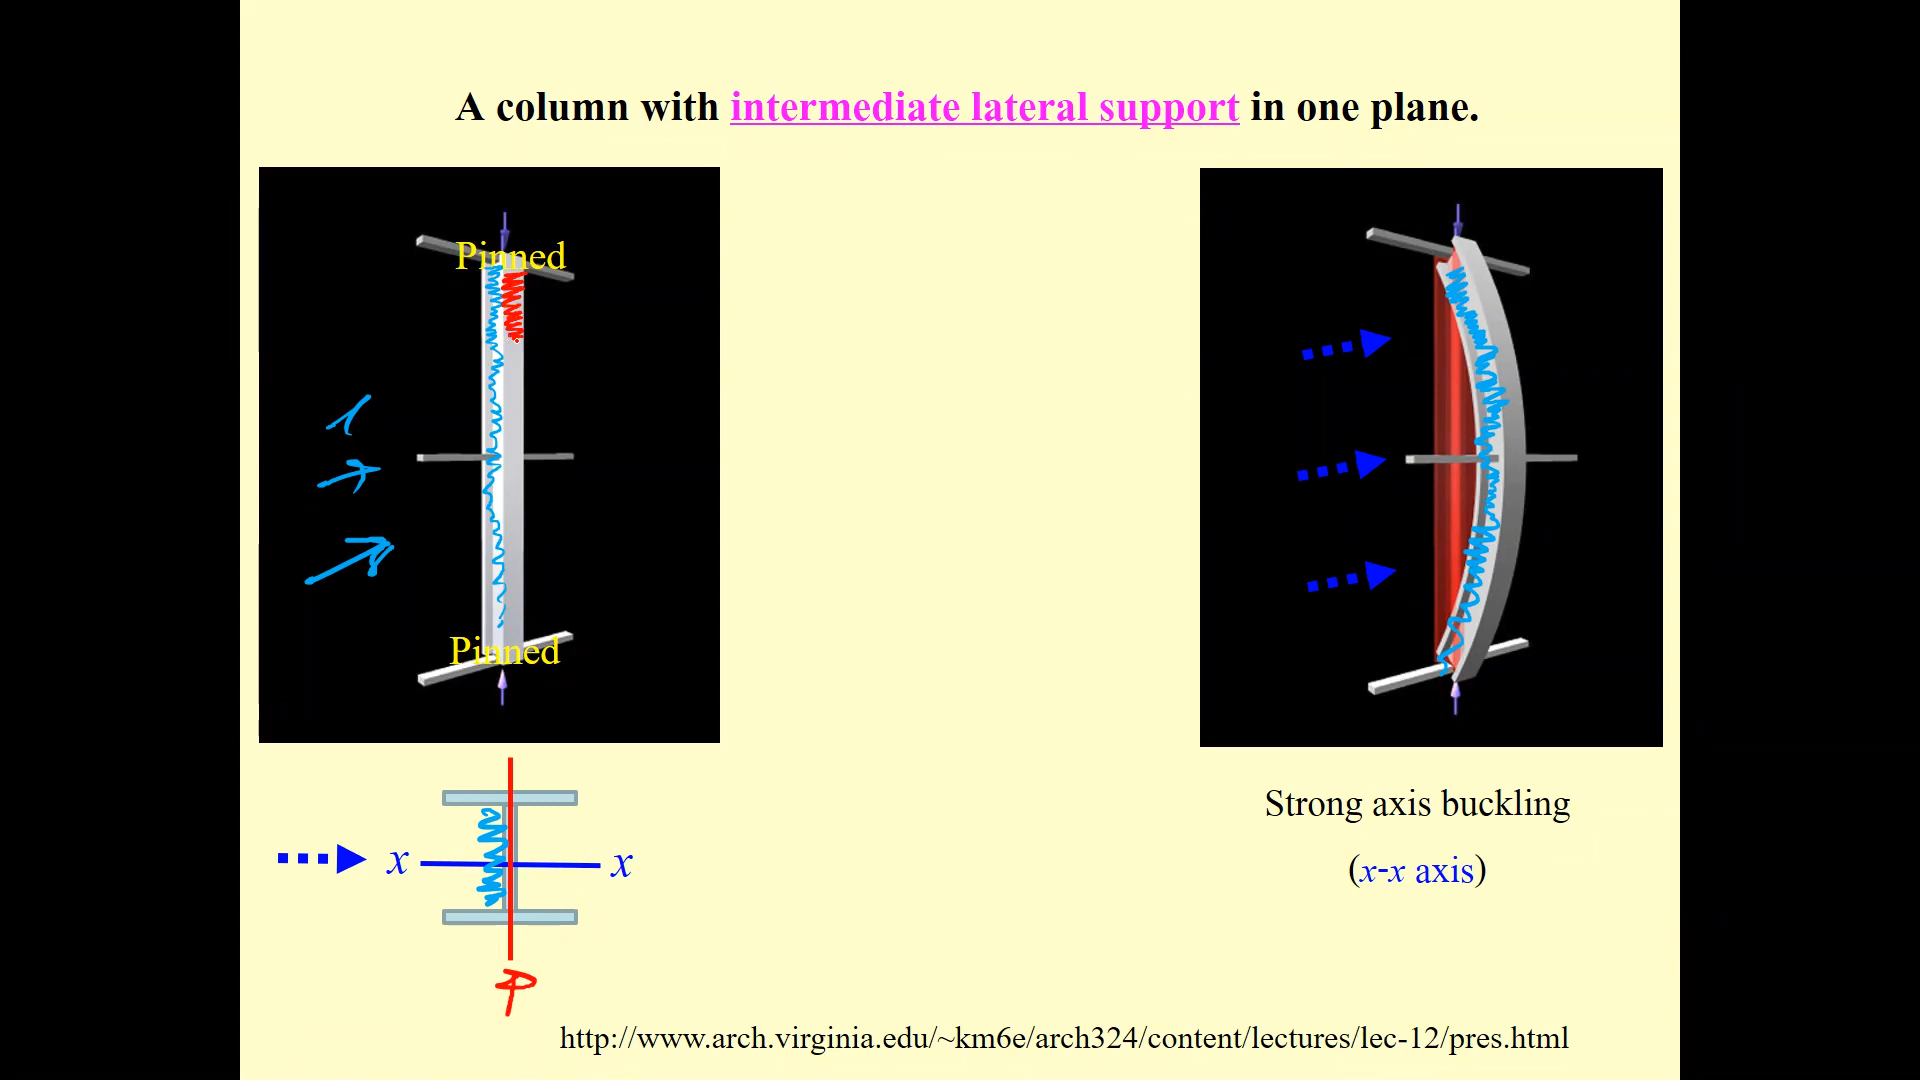 A column with intermediate lateral support in one plane.
Pinned
Pinned
x x
Strong axis buckling
(x-x axis)
http://www.arch.virginia.edu/~km6e/arch324/content/lectures/lec-12/pres.html